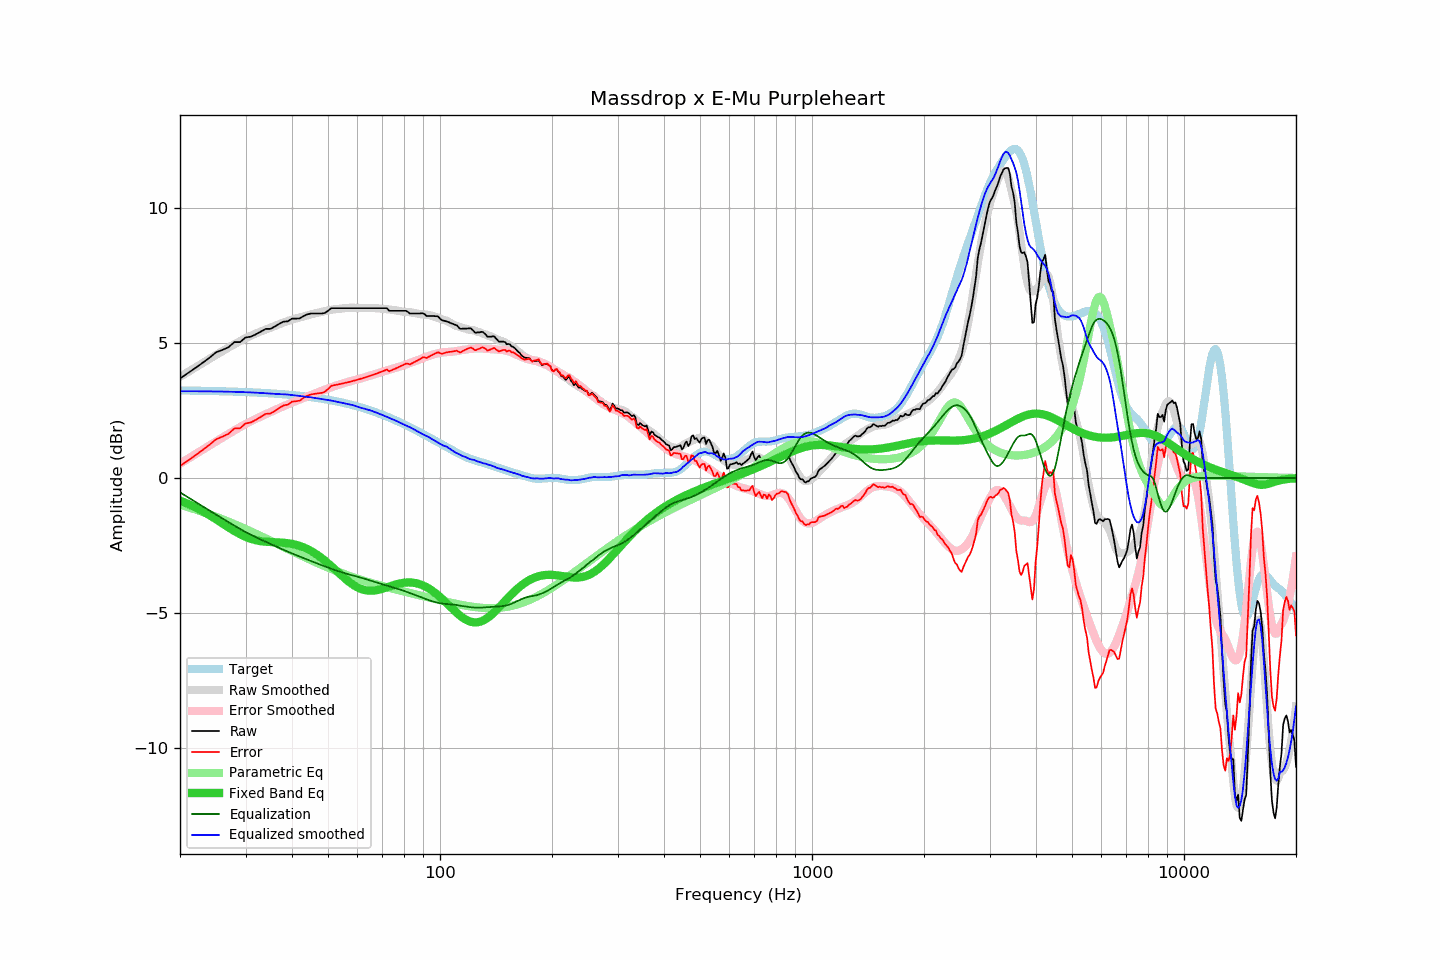 Massdrop x E-Mu Purpleheart
Amplitude (dBr)
10
5
0
−5
−10
Target
Raw Smoothed
Error Smoothed
Raw
Error
Parametric Eq
Fixed Band Eq
Equalization
Equalized smoothed
100
1000
10000
Frequency (Hz)